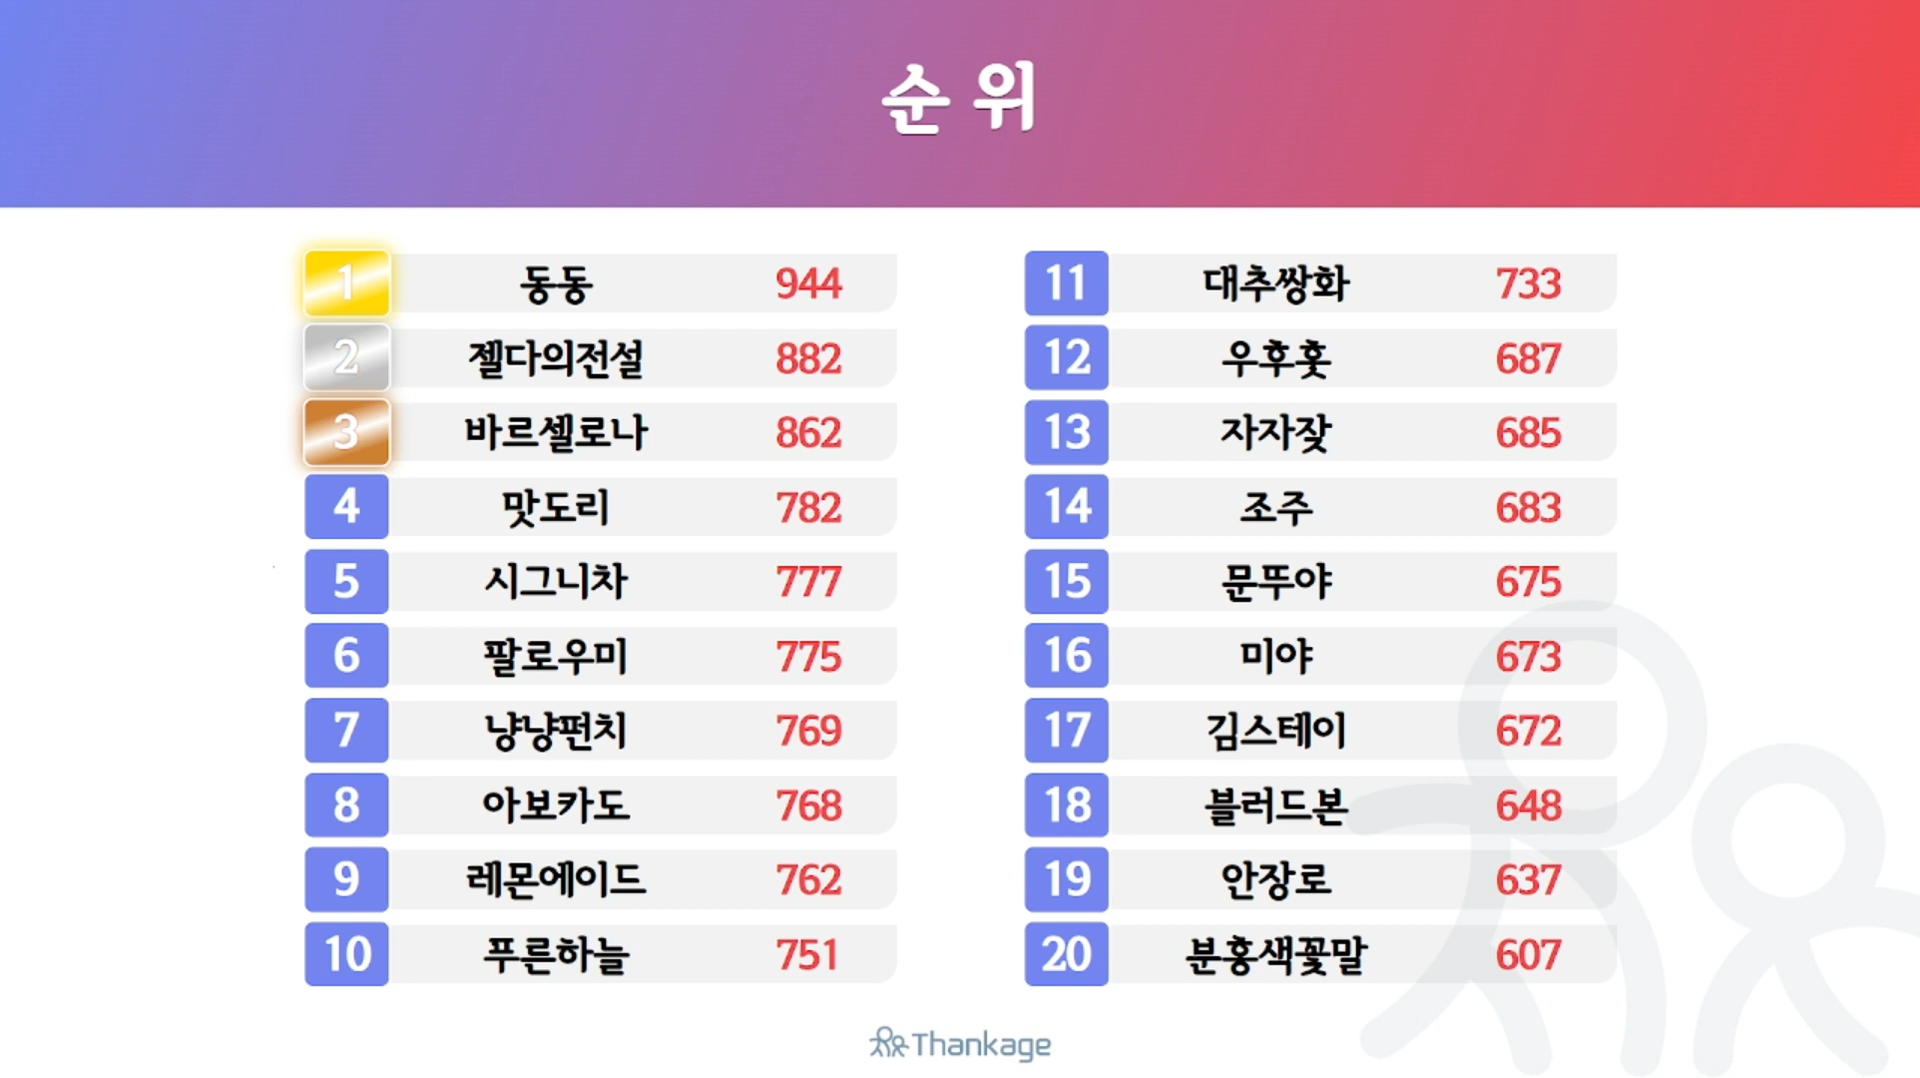 순위
1 동동 944
2 젤다의전설 882
3 바르셀로나 862
4 맛도리 782
5 시그니차 777
6 팔로우미 775
7 냥냥펀치 769
8 아보카도 768
9 레몬에이드 762
10 푸른하늘 751
11 대추쌍화 733
12 우후훗 687
13 자자잦 685
14 조주 683
15 문뚜야 675
16 미야 673
17 김스테이 672
18 블러드본 648
19 안장로 637
20 분홍색꽃말 607
Thankage